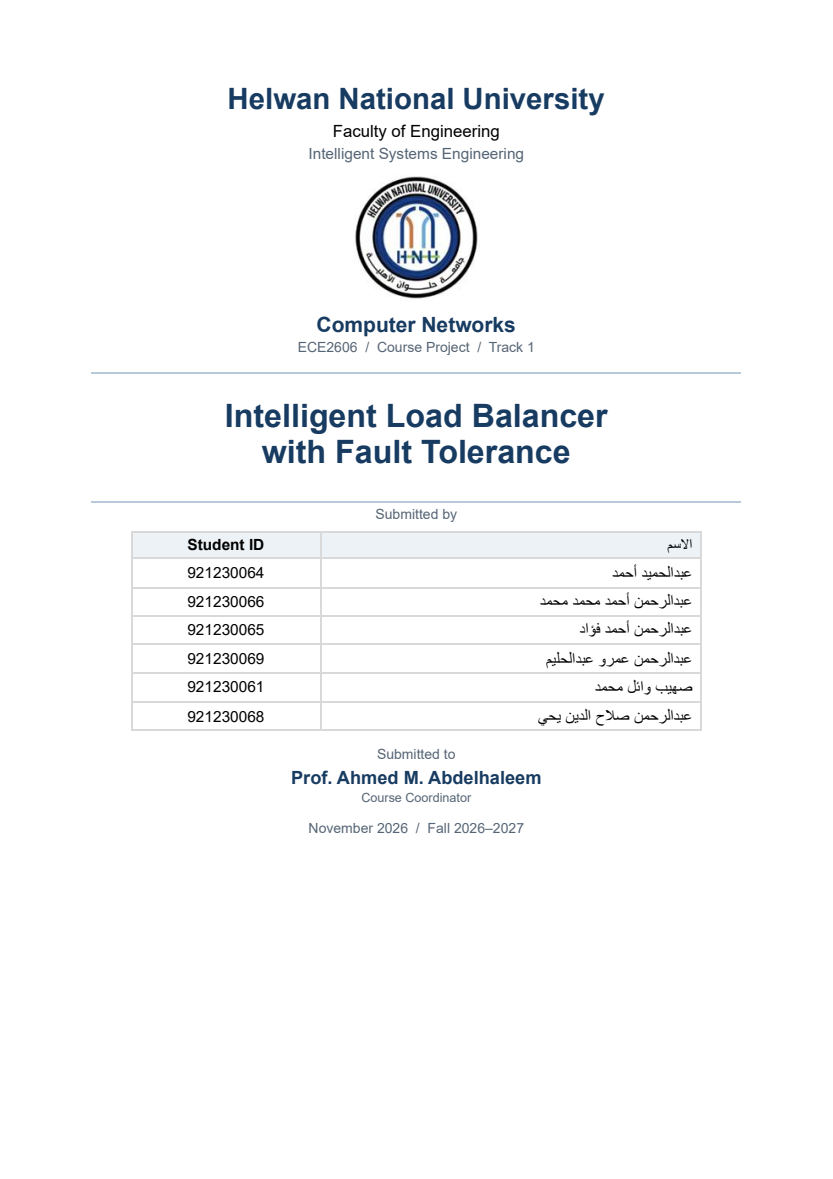 Helwan National University
Faculty of Engineering
Intelligent Systems Engineering
HELWAN NATIONAL UNIVERSITY
HNU
جامعـة حلـــوان الأهليـــة
Computer Networks
ECE2606 / Course Project / Track 1
Intelligent Load Balancer
with Fault Tolerance
Submitted by
Student ID الاسم
921230064 عبدالحميد أحمد
921230066 عبدالرحمن أحمد محمد محمد
921230065 عبدالرحمن أحمد فؤاد
921230069 عبدالرحمن عمرو عبدالحليم
921230061 صهيب وائل محمد
921230068 عبدالرحمن صلاح الدين يحي
Submitted to
Prof. Ahmed M. Abdelhaleem
Course Coordinator
November 2026 / Fall 2026–2027